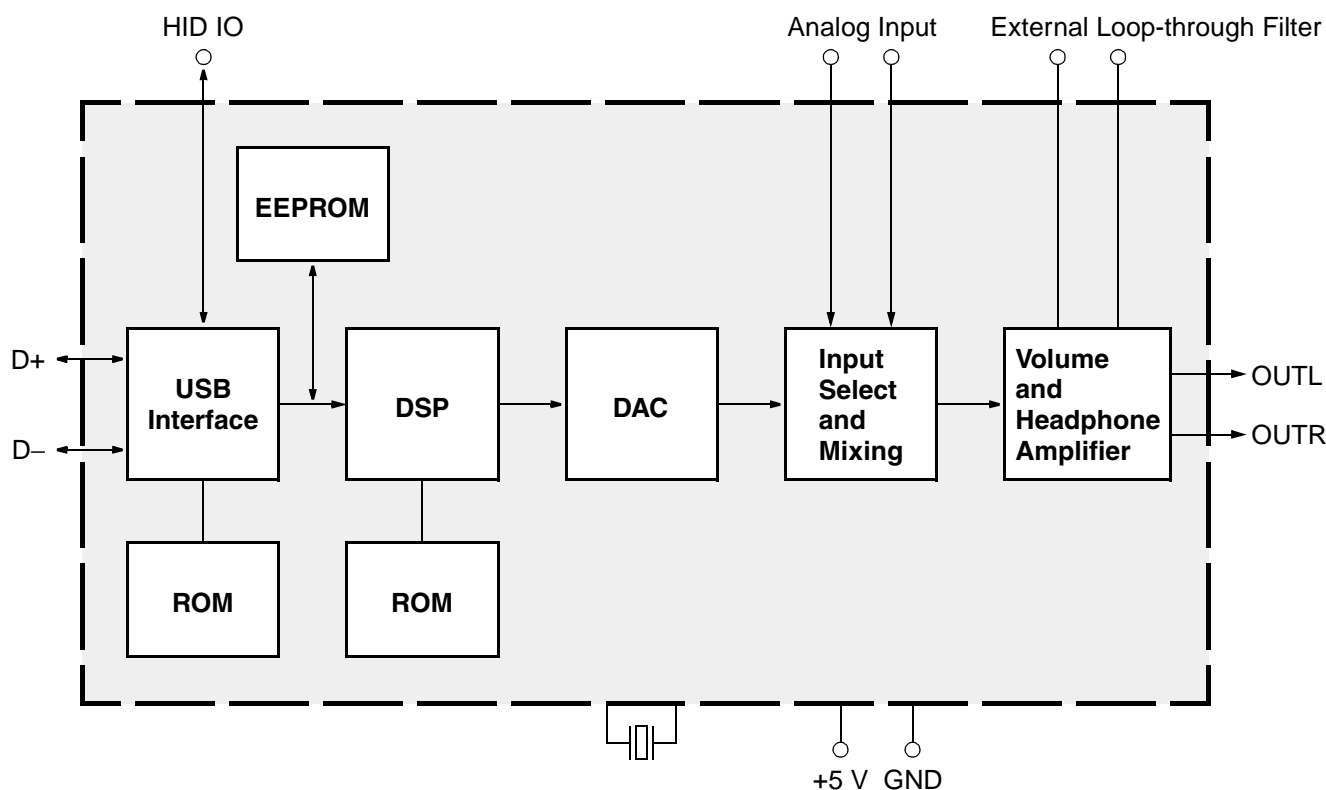 HID IO
Analog Input
External Loop-through Filter
EEPROM
D+
D–
USB
Interface
DSP
DAC
Input
Select
and
Mixing
Volume
and
Headphone
Amplifier
OUTL
OUTR
ROM
ROM
+5 V
GND